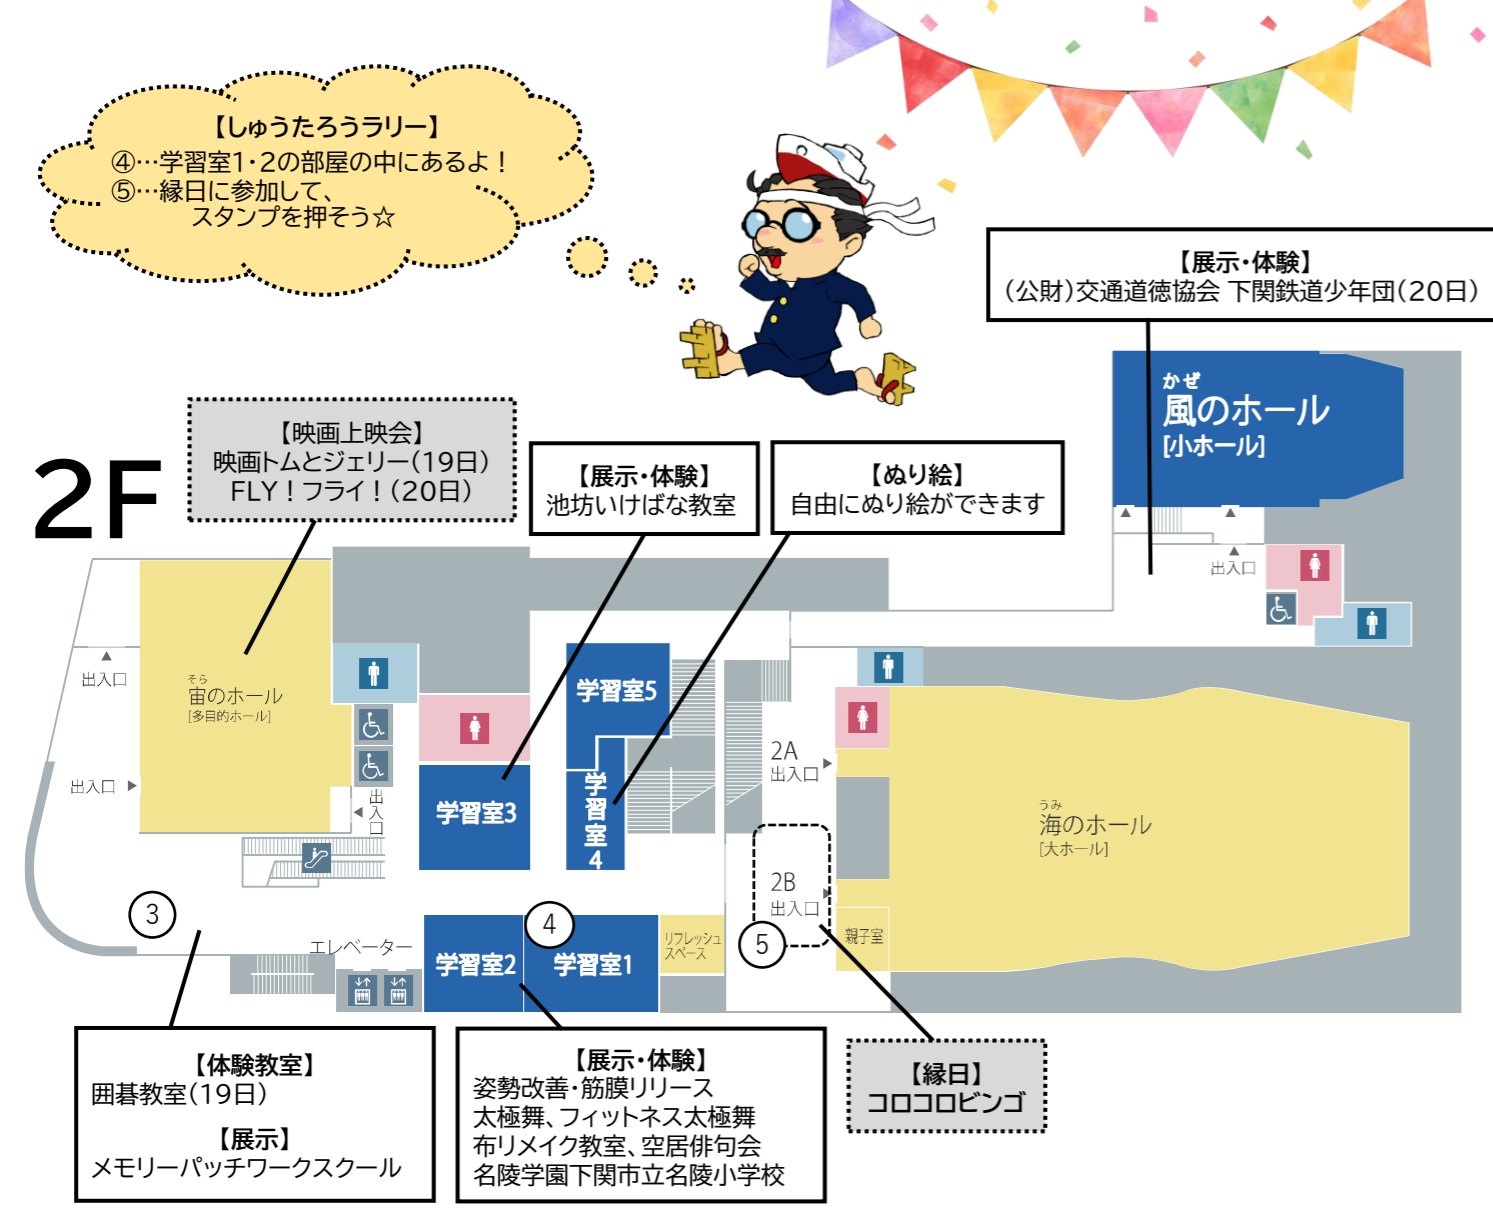 【しゅうたろうラリー】
④…学習室1・2の部屋の中にあるよ！
⑤…縁日に参加して、
スタンプを押そう☆
【展示・体験】
（公財）交通道徳協会 下関鉄道少年団（20日）
かぜ
風のホール
[小ホール]
2F
【映画上映会】
映画トムとジェリー（19日）
FLY！フライ！（20日）
【展示・体験】
池坊いけばな教室
【ぬり絵】
自由にぬり絵ができます
出入口
出入口
そら
宙のホール
[多目的ホール]
学習室5
2A
出入口
出入口
出入口
学習室3
学習室4
うみ
海のホール
[大ホール]
2B
出入口
③
④
⑤
エレベーター
学習室2
学習室1
リフレッシュ
スペース
親子室
【体験教室】
囲碁教室（19日）
【展示】
メモリーパッチワークスクール
【展示・体験】
姿勢改善・筋膜リリース
太極舞、フィットネス太極舞
布リメイク教室、空居俳句会
名陵学園下関市立名陵小学校
【縁日】
コロコロビンゴ